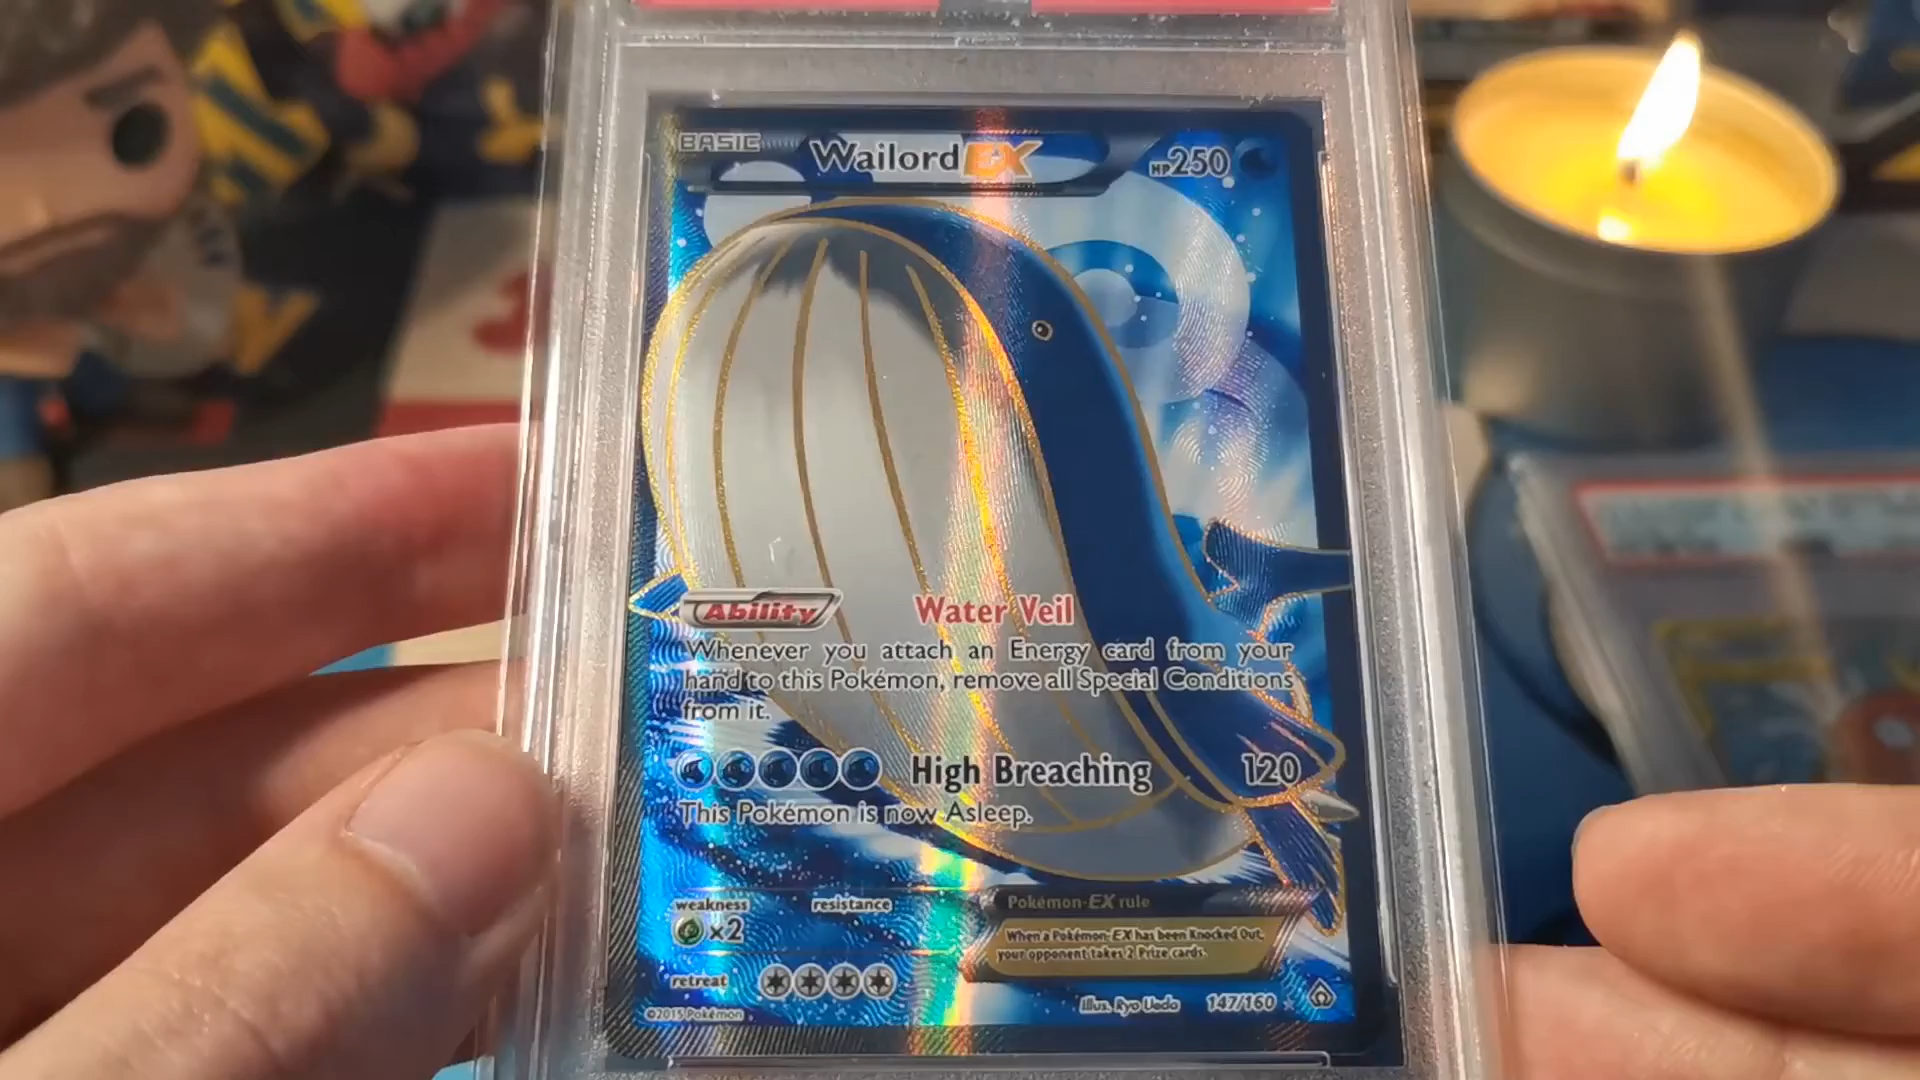 BASIC Wailord EX HP250
Ability Water Veil
Whenever you attach an Energy card from your
hand to this Pokémon, remove all Special Conditions
from it.
High Breaching 120
This Pokémon is now Asleep.
weakness resistance
×2
retreat
Pokémon-EX rule
When a Pokémon-EX has been Knocked Out,
your opponent takes 2 Prize cards.
©2015 Pokémon
Illus. Ryo Ueda 147/160